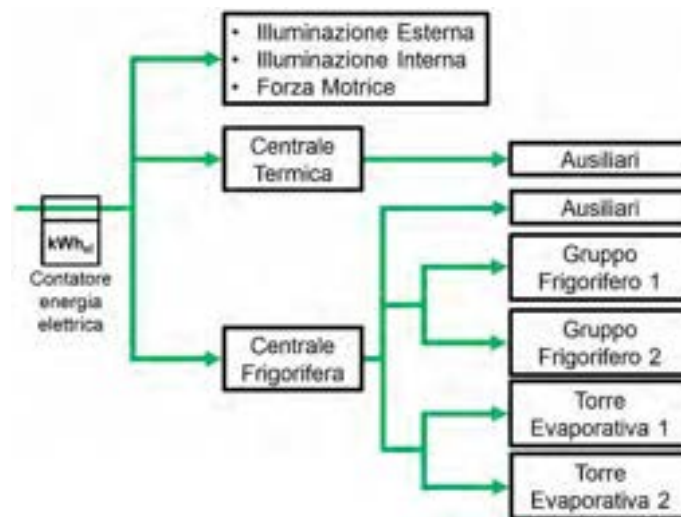 • Illuminazione Esterna
• Illuminazione Interna
• Forza Motrice
Centrale
Termica
Ausiliari
Ausiliari
kWhel
Contatore
energia
elettrica
Gruppo
Frigorifero 1
Centrale
Frigorifera
Gruppo
Frigorifero 2
Torre
Evaporativa 1
Torre
Evaporativa 2